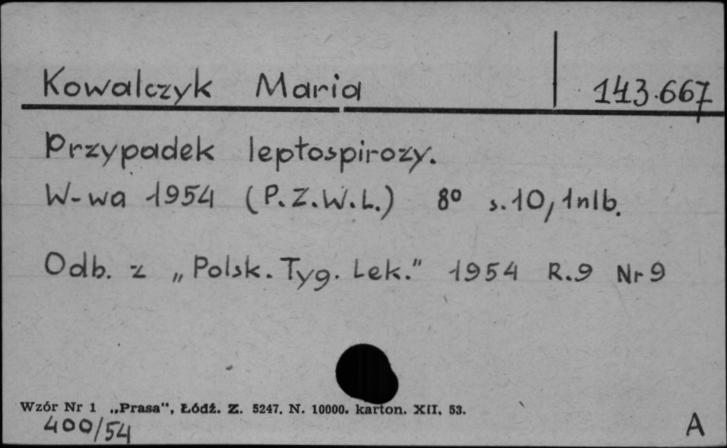 Kowalczyk Maria 143.667
Przypadek leptospirozy.
W-wa 1954 (P.Z.W.L.) 8° s.10, 1nlb.
Odb. z „Polsk. Tyg. Lek." 1954 R.9 Nr 9
Wzór Nr 1 „Prasa", Łódź. Z. 5247. N. 10000. karton. XII. 53.
400/54 A